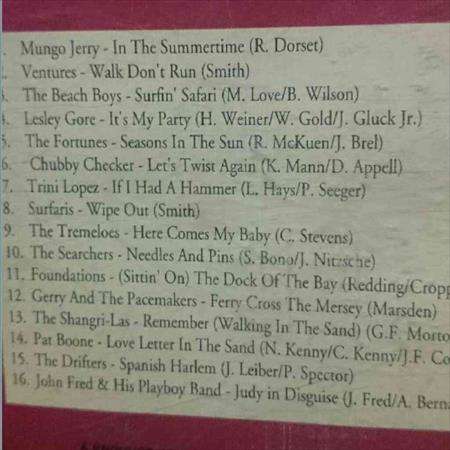 Mungo Jerry - In The Summertime (R. Dorset)
Ventures - Walk Don't Run (Smith)
The Beach Boys - Surfin' Safari (M. Love/B. Wilson)
Lesley Gore - It's My Party (H. Weiner/W. Gold/J. Gluck Jr.)
5. The Fortunes - Seasons In The Sun (R. McKuen/J. Brel)
6. Chubby Checker - Let's Twist Again (K. Mann/D. Appell)
7. Trini Lopez - If I Had A Hammer (L. Hays/P. Seeger)
8. Surfaris - Wipe Out (Smith)
9. The Tremeloes - Here Comes My Baby (C. Stevens)
10. The Searchers - Needles And Pins (S. Bono/J. Nitzsche)
11. Foundations - (Sittin' On) The Dock Of The Bay (Redding/Cropp
12. Gerry And The Pacemakers - Ferry Cross The Mersey (Marsden)
13. The Shangri-Las - Remember (Walking In The Sand) (G.F. Morto
14. Pat Boone - Love Letter In The Sand (N. Kenny/C. Kenny/J.F. Co
15. The Drifters - Spanish Harlem (J. Leiber/P. Spector)
16. John Fred & His Playboy Band - Judy in Disguise (J. Fred/A. Berna